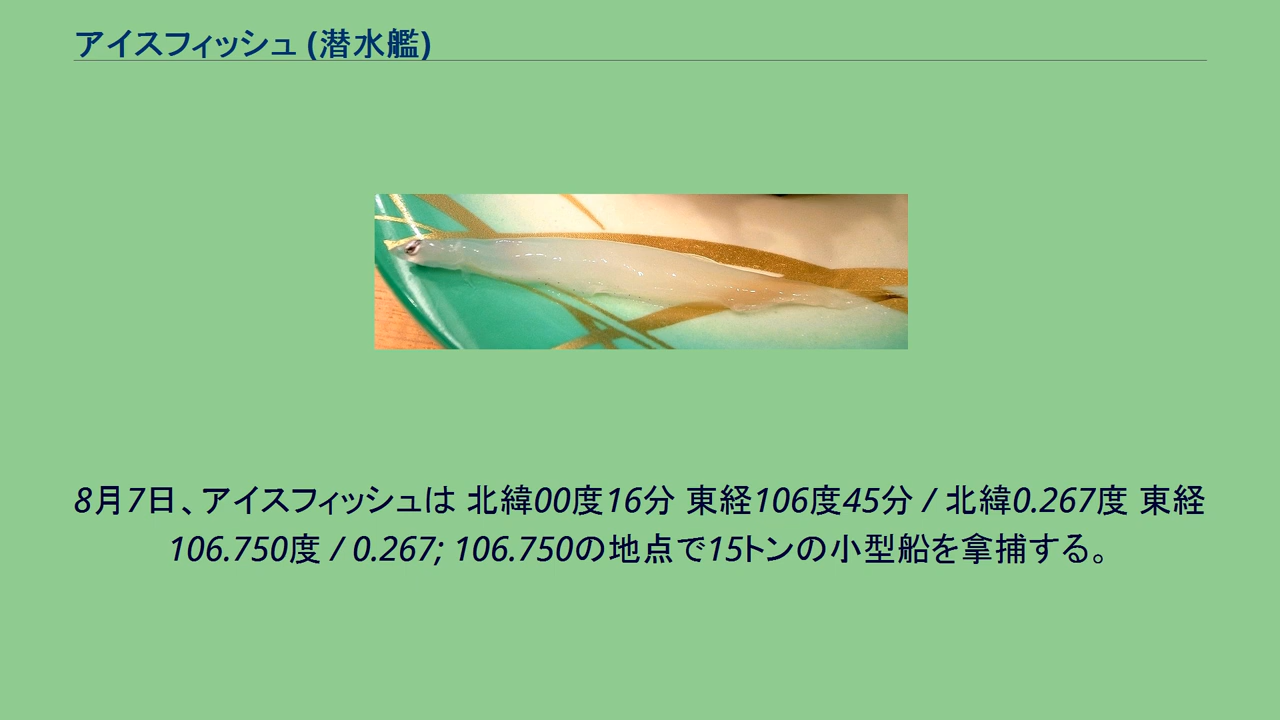 アイスフィッシュ (潜水艦)
8月7日、アイスフィッシュは 北緯00度16分 東経106度45分 / 北緯0.267度 東経
106.750度 / 0.267; 106.750の地点で15トンの小型船を拿捕する。